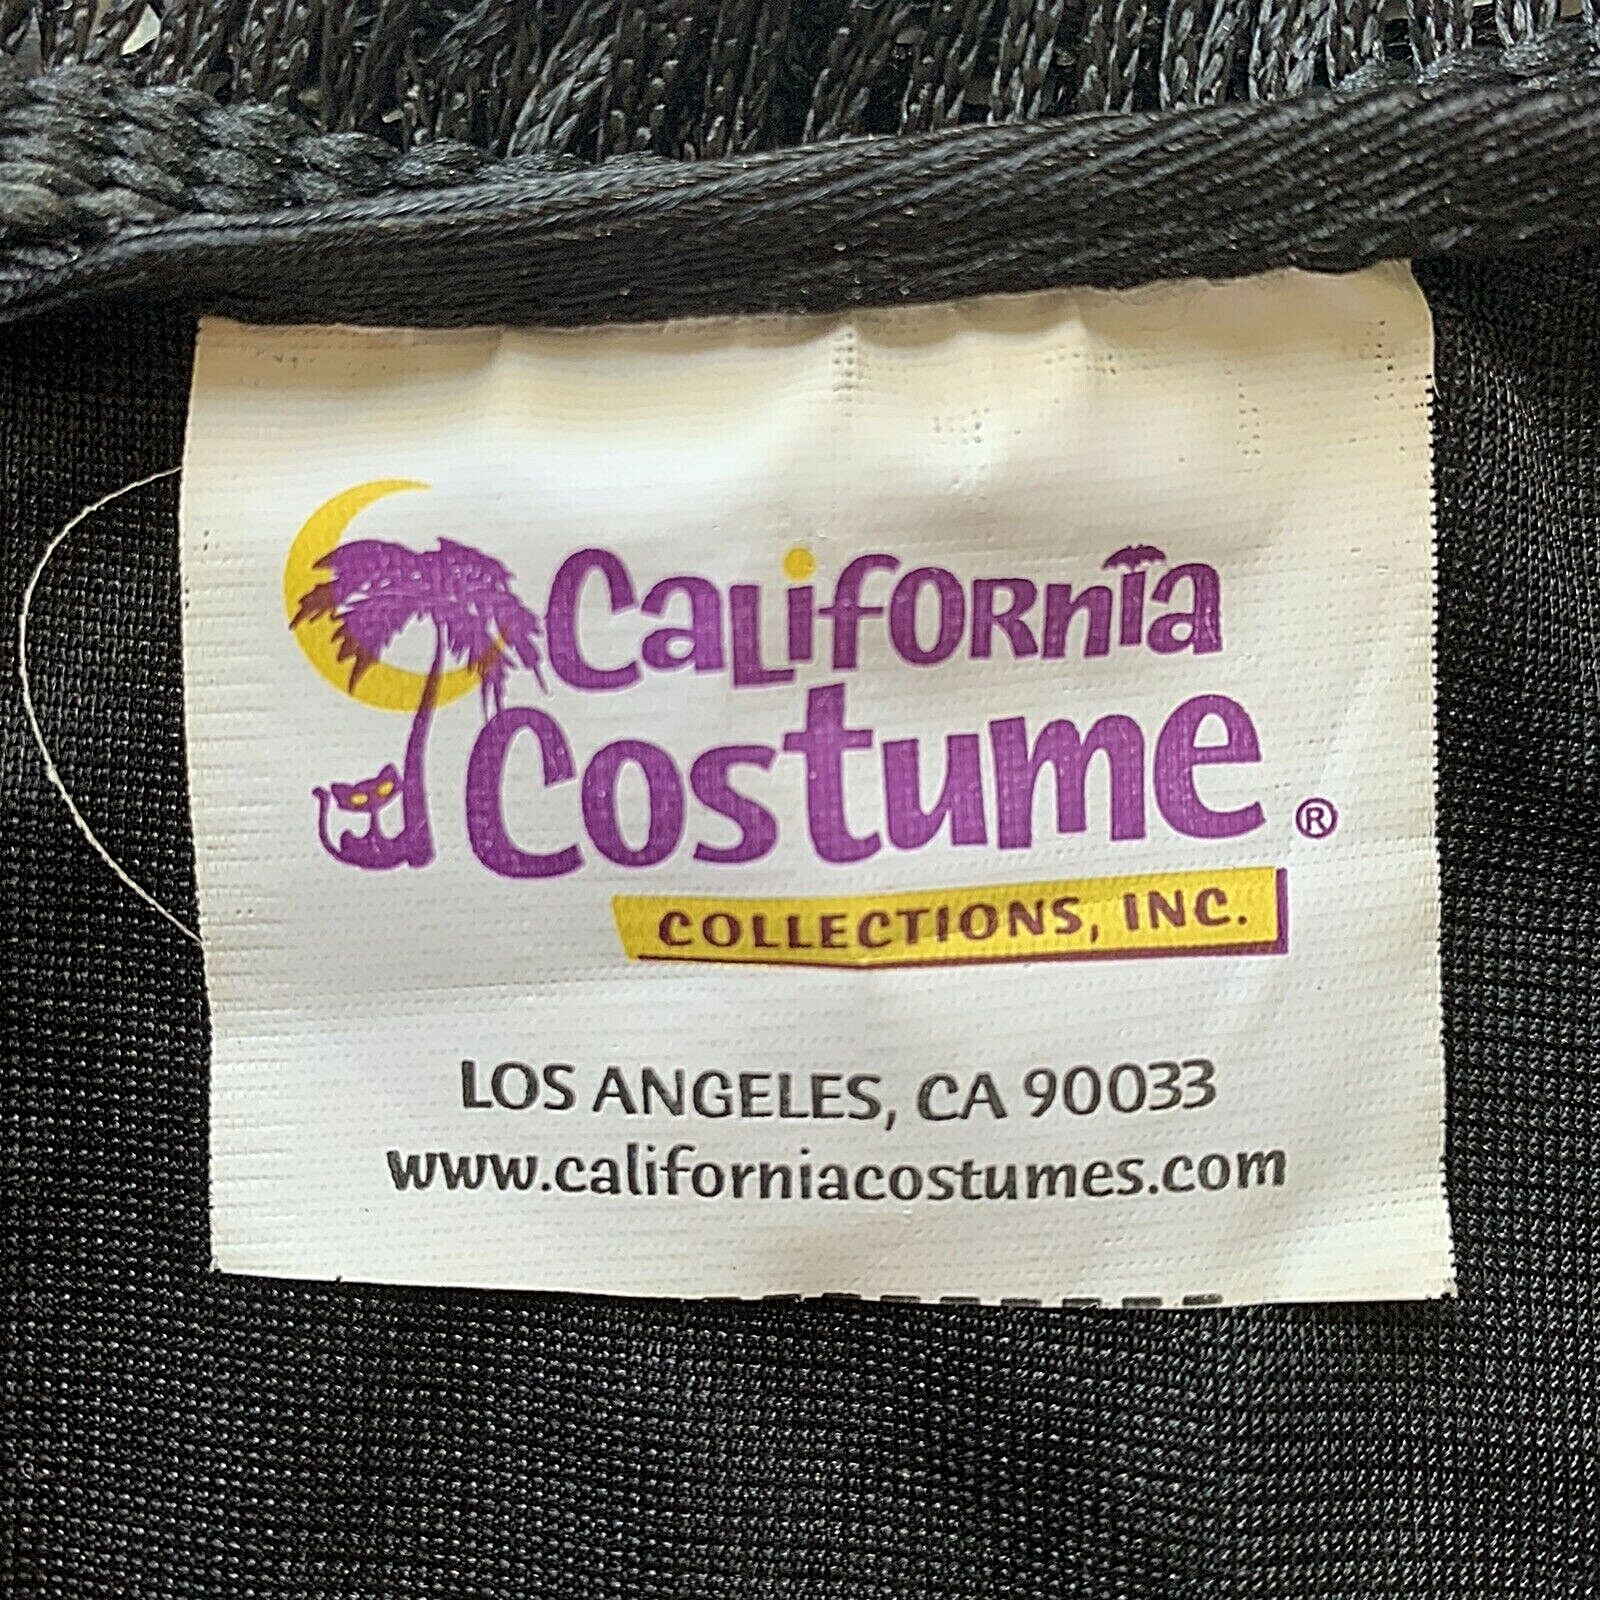 CaLifORnia
Costume®
COLLECTIONS, INC.
LOS ANGELES, CA 90033
www.californiacostumes.com